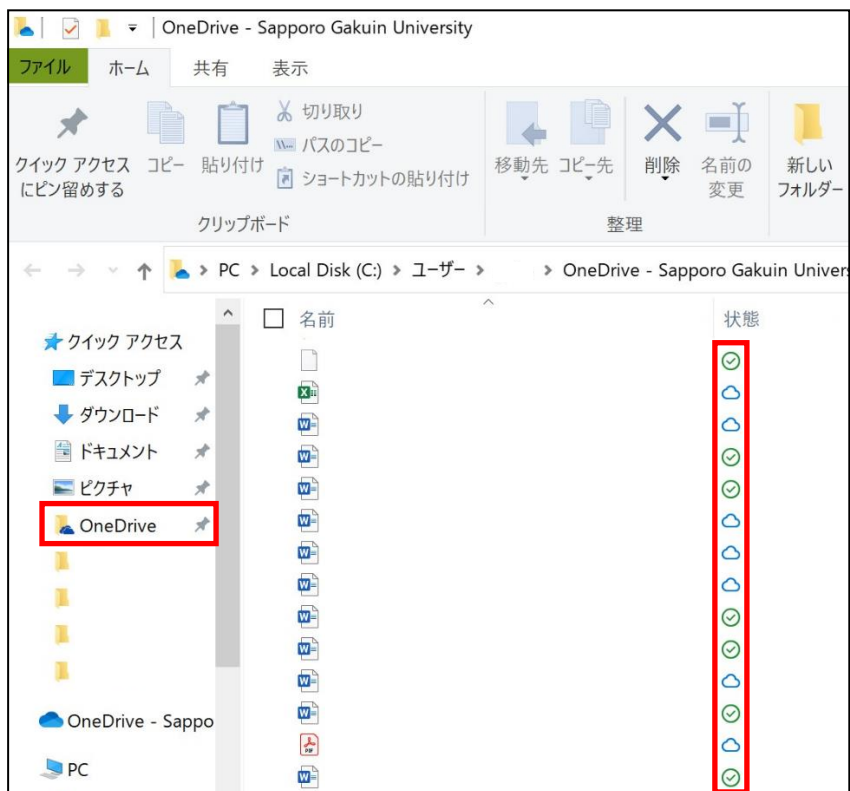 OneDrive - Sapporo Gakuin University
ファイル ホーム 共有 表示
クイック アクセス
にピン留めする
コピー
貼り付け
切り取り
パスのコピー
ショートカットの貼り付け
移動先
コピー先
削除
名前の
変更
新しい
フォルダー
クリップボード
整理
PC > Local Disk (C:) > ユーザー > > OneDrive - Sapporo Gakuin Univers
名前 状態
クイック アクセス
デスクトップ
ダウンロード
ドキュメント
ピクチャ
OneDrive
OneDrive - Sappo
PC